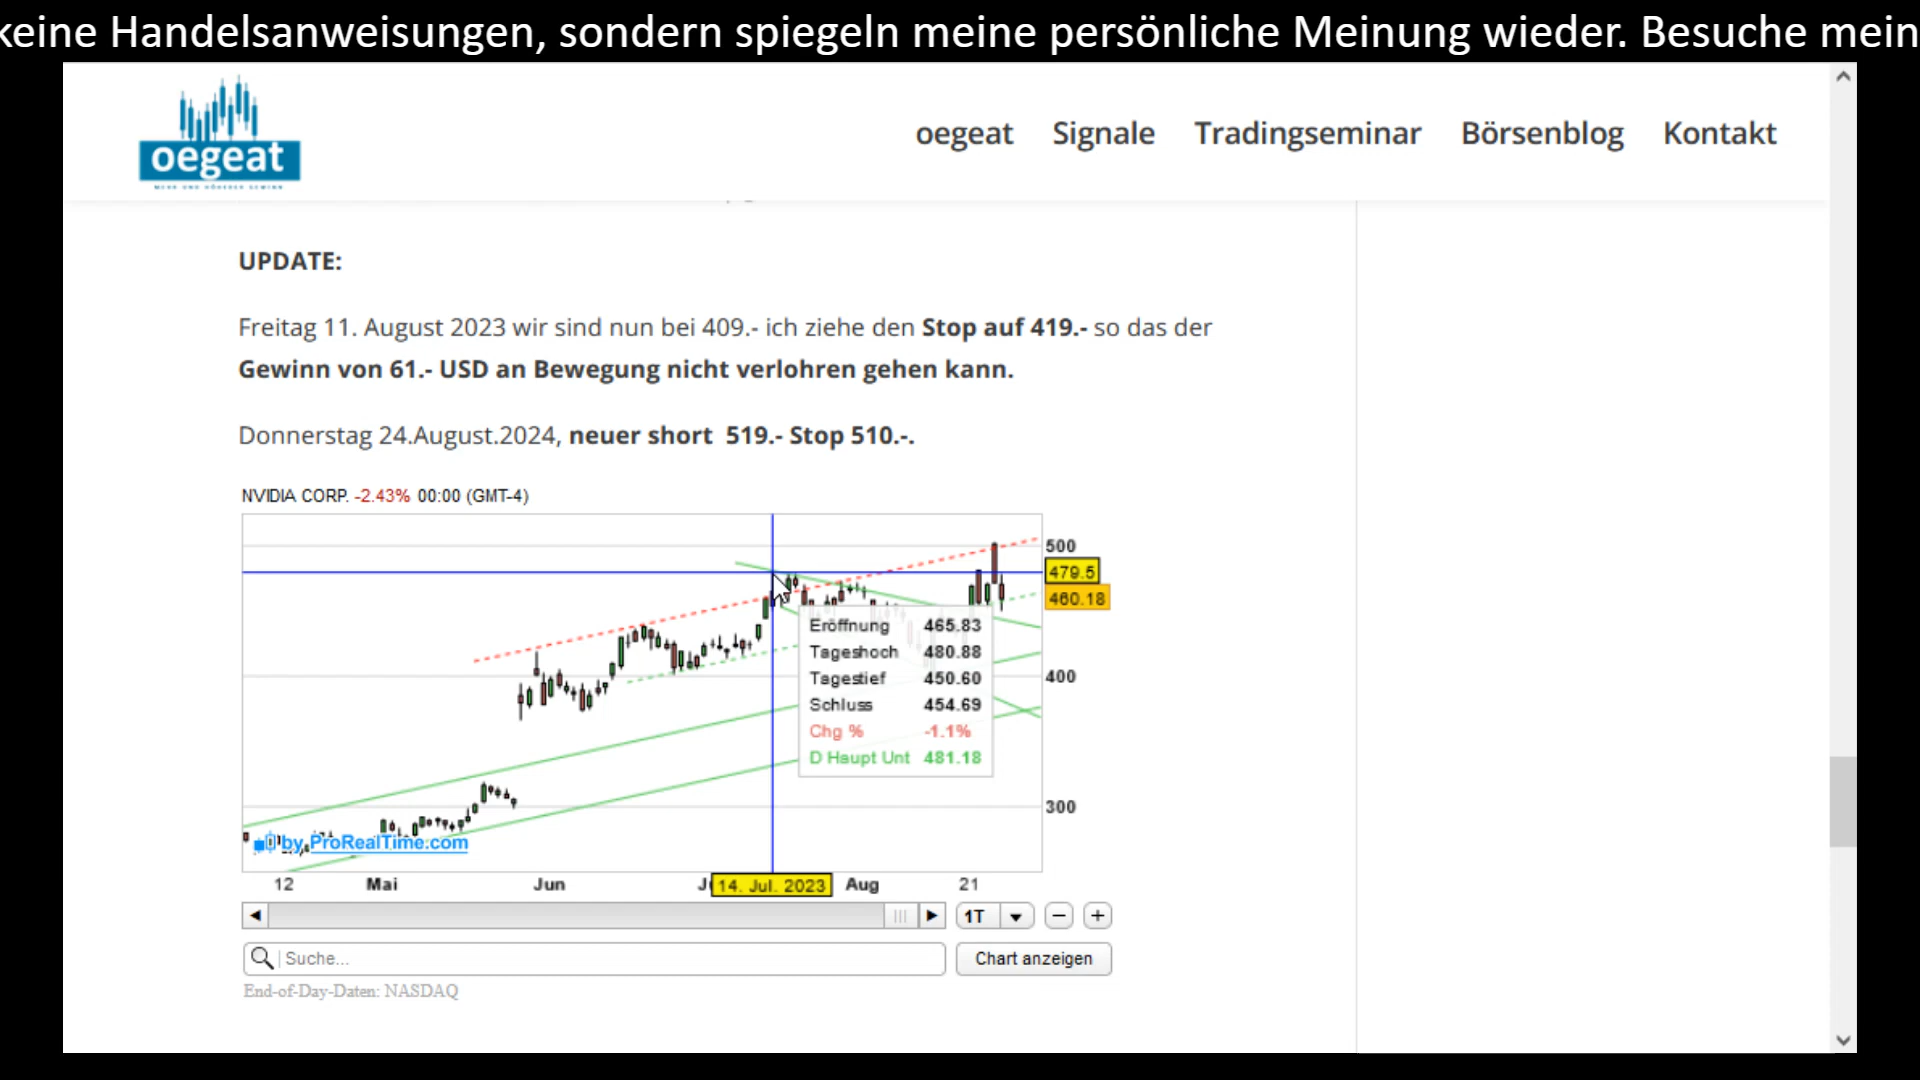 keine Handelsanweisungen, sondern spiegeln meine persönliche Meinung wieder. Besuche mein
oegeat
MEHR UND HÖHERER GEWINN
oegeat Signale Tradingseminar Börsenblog Kontakt
UPDATE:
Freitag 11. August 2023 wir sind nun bei 409.- ich ziehe den Stop auf 419.- so das der
Gewinn von 61.- USD an Bewegung nicht verlohren gehen kann.
Donnerstag 24.August.2024, neuer short 519.- Stop 510.-.
NVIDIA CORP. -2.43% 00:00 (GMT-4)
500
479.5
460.18
Eröffnung 465.83
Tageshoch 480.88
Tagestief 450.60
400
Schluss 454.69
Chg % -1.1%
D Haupt Unt 481.18
300
by ProRealTime.com
12 Mai Jun 14. Jul. 2023 Aug 21
1T
Suche...
Chart anzeigen
End-of-Day-Daten: NASDAQ